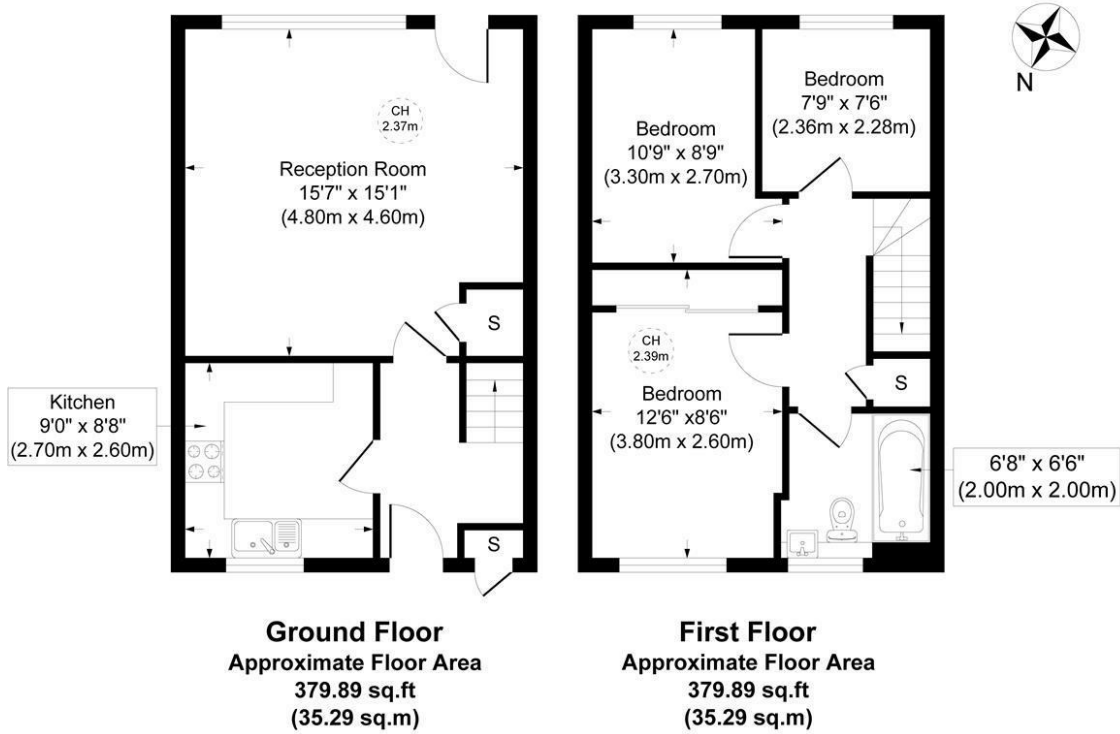 CH
2.37m
Reception Room
15'7" x 15'1"
(4.80m x 4.60m)
S
Kitchen
9'0" x 8'8"
(2.70m x 2.60m)
S
Bedroom
10'9" x 8'9"
(3.30m x 2.70m)
Bedroom
7'9" x 7'6"
(2.36m x 2.28m)
N
CH
2.39m
Bedroom
12'6" x8'6"
(3.80m x 2.60m)
S
6'8" x 6'6"
(2.00m x 2.00m)
Ground Floor
Approximate Floor Area
379.89 sq.ft
(35.29 sq.m)
First Floor
Approximate Floor Area
379.89 sq.ft
(35.29 sq.m)